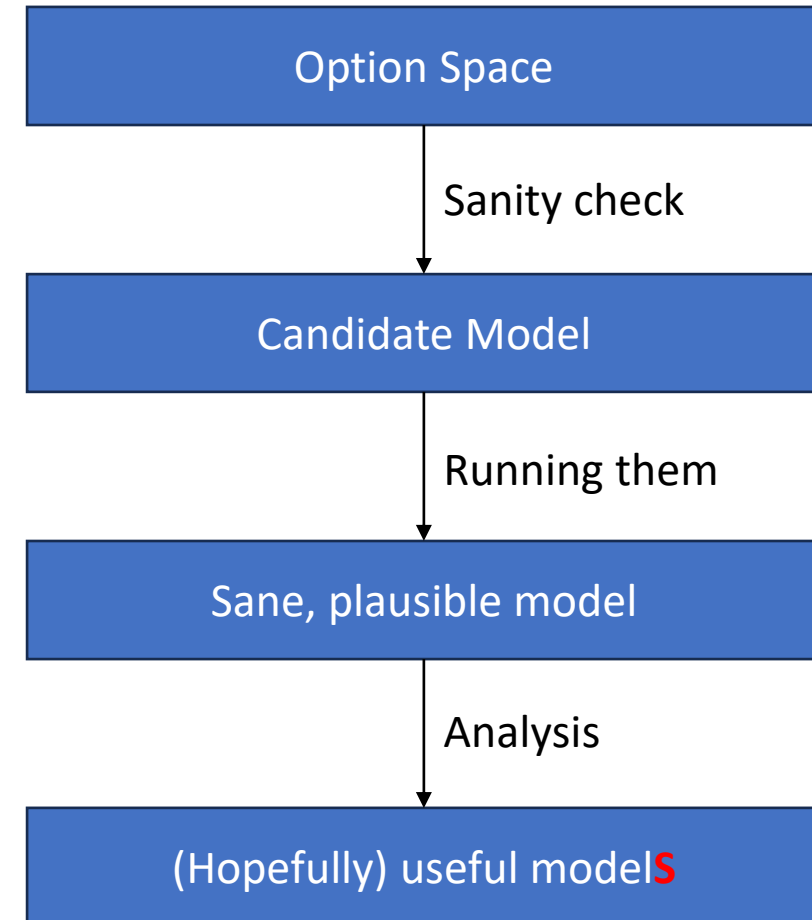 Option Space
Sanity check
Candidate Model
Running them
Sane, plausible model
Analysis
(Hopefully) useful modelS